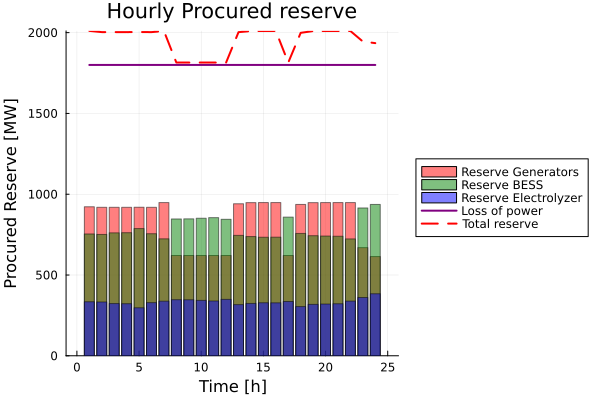 Hourly Procured reserve
Procured Reserve [MW]
2000
1500
1000
500
0
0
5
10
15
20
25
Time [h]
Reserve Generators
Reserve BESS
Reserve Electrolyzer
Loss of power
Total reserve